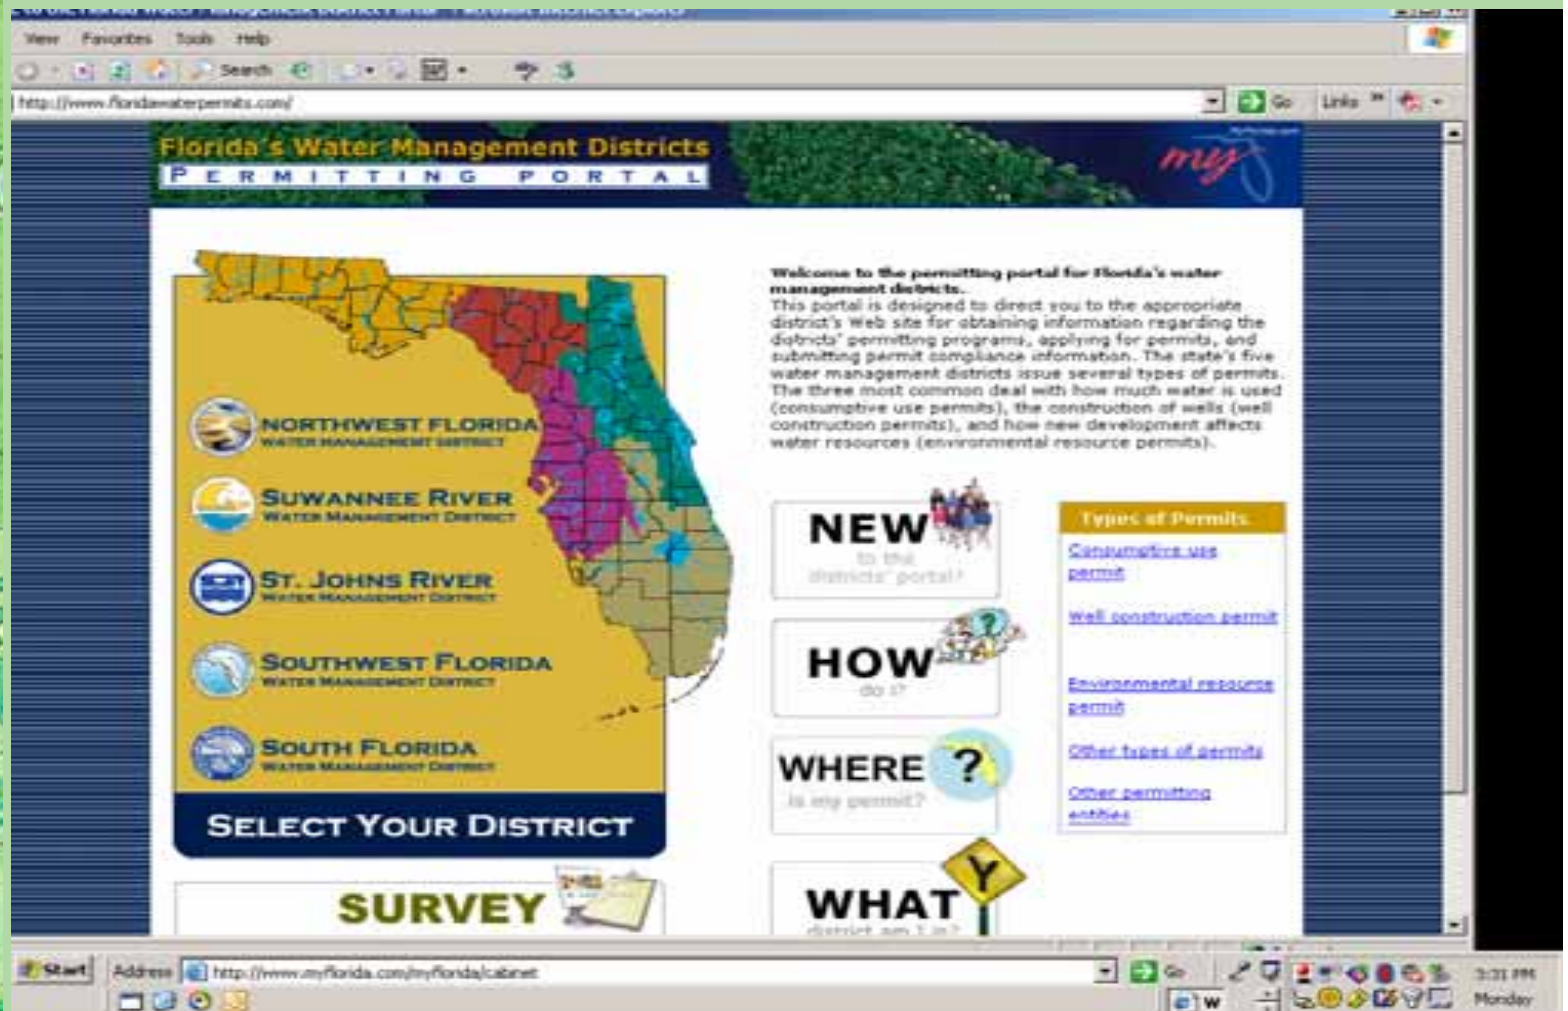 View Favorites Tools Help
Search
http://www.floridawaterpermits.com/
Go Links »
Florida's Water Management Districts
PERMITTING PORTAL
my
NORTHWEST FLORIDA
WATER MANAGEMENT DISTRICT
SUWANNEE RIVER
WATER MANAGEMENT DISTRICT
ST. JOHNS RIVER
WATER MANAGEMENT DISTRICT
SOUTHWEST FLORIDA
WATER MANAGEMENT DISTRICT
SOUTH FLORIDA
WATER MANAGEMENT DISTRICT
SELECT YOUR DISTRICT
SURVEY
Welcome to the permitting portal for Florida's water
management districts.
This portal is designed to direct you to the appropriate
district's Web site for obtaining information regarding the
districts' permitting programs, applying for permits, and
submitting permit compliance information. The state's five
water management districts issue several types of permits.
The three most common deal with how much water is used
(consumptive use permits), the construction of wells (well
construction permits), and how new development affects
water resources (environmental resource permits).
NEW
to the
districts' portal?
HOW
do I?
WHERE ?
is my permit?
WHAT Y
district am I in?
Types of Permits
Consumptive use
permit
Well construction permit
Environmental resource
permit
Other types of permits
Other permitting
entities
Start Address http://www.myflorida.com/myflorida/cabinet Go
W
3:31 PM
Monday